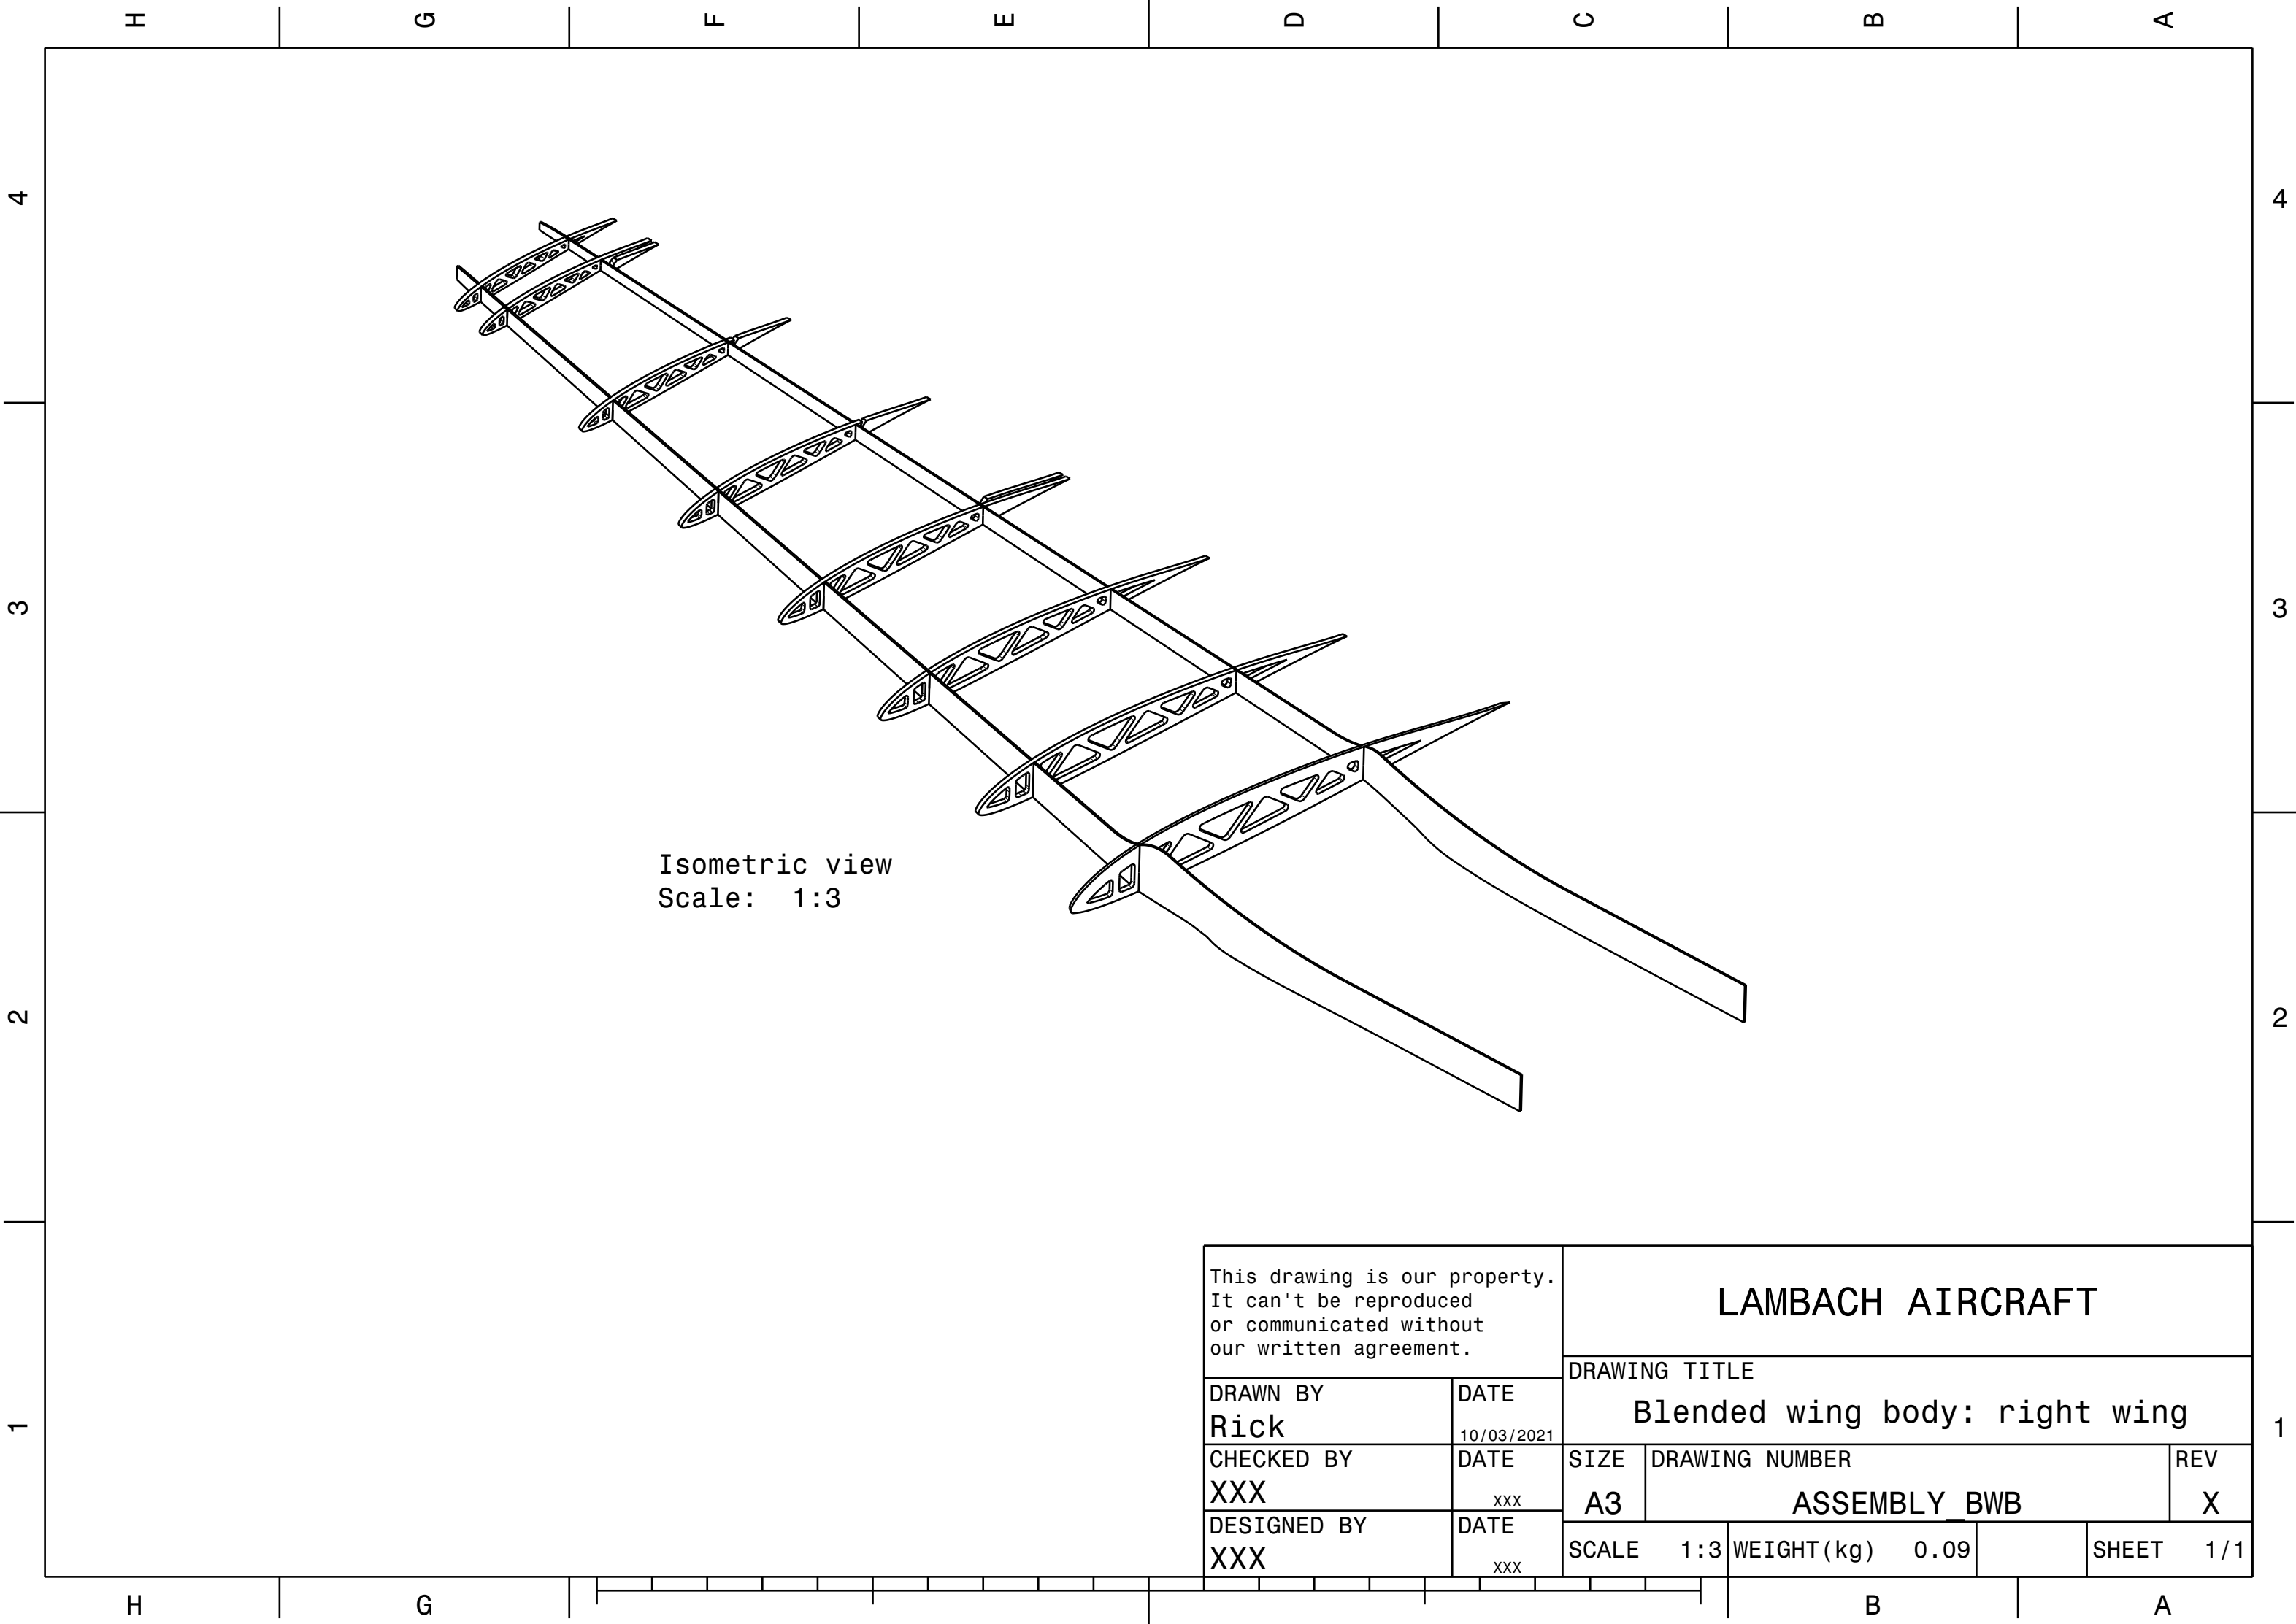 H G F E D C B A
4 4
3 3
Isometric view
Scale: 1:3
2 2
This drawing is our property.
It can't be reproduced
or communicated without
our written agreement.
LAMBACH AIRCRAFT
DRAWING TITLE
Blended wing body: right wing
DRAWN BY DATE
Rick 10/03/2021
1 1
CHECKED BY DATE
XXX XXX
SIZE DRAWING NUMBER REV
A3 ASSEMBLY_BWB X
DESIGNED BY DATE
XXX XXX
SCALE 1:3 WEIGHT(kg) 0.09 SHEET 1/1
H G B A